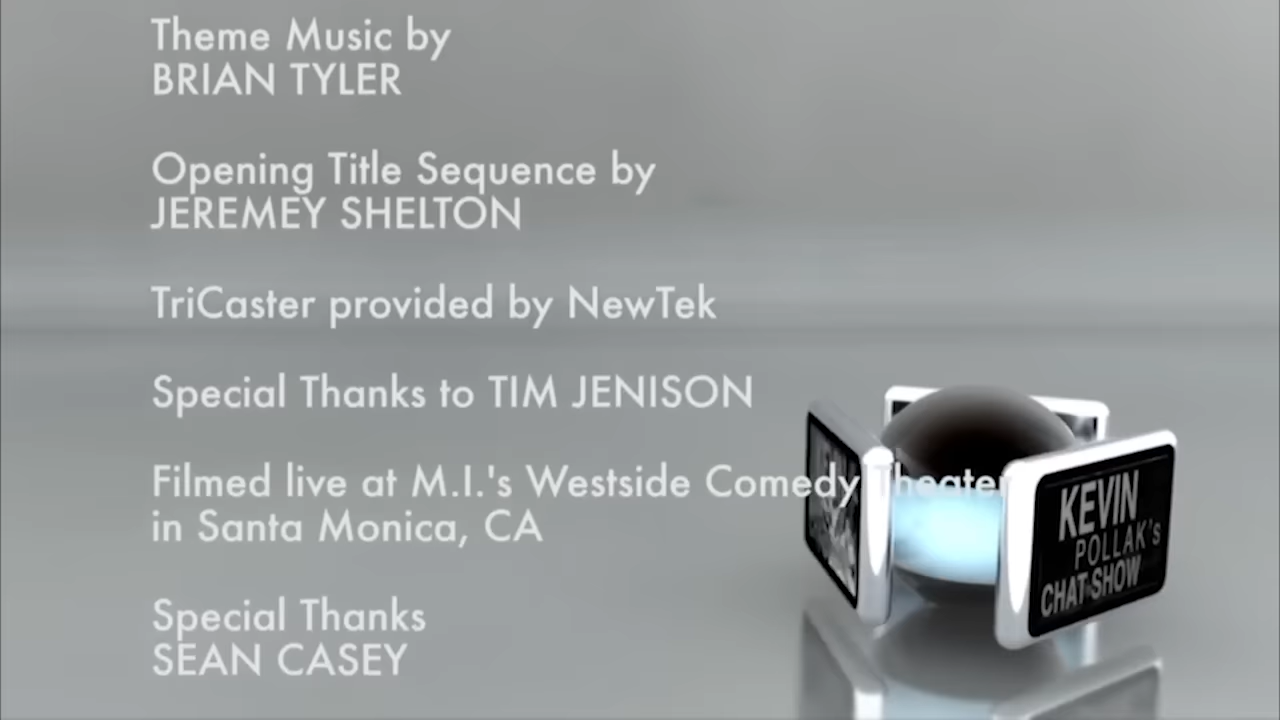 Theme Music by
BRIAN TYLER
Opening Title Sequence by
JEREMEY SHELTON
TriCaster provided by NewTek
Special Thanks to TIM JENISON
Filmed live at M.I.'s Westside Comedy Theater
in Santa Monica, CA
Special Thanks
SEAN CASEY
KEVIN
POLLAK's
CHAT SHOW